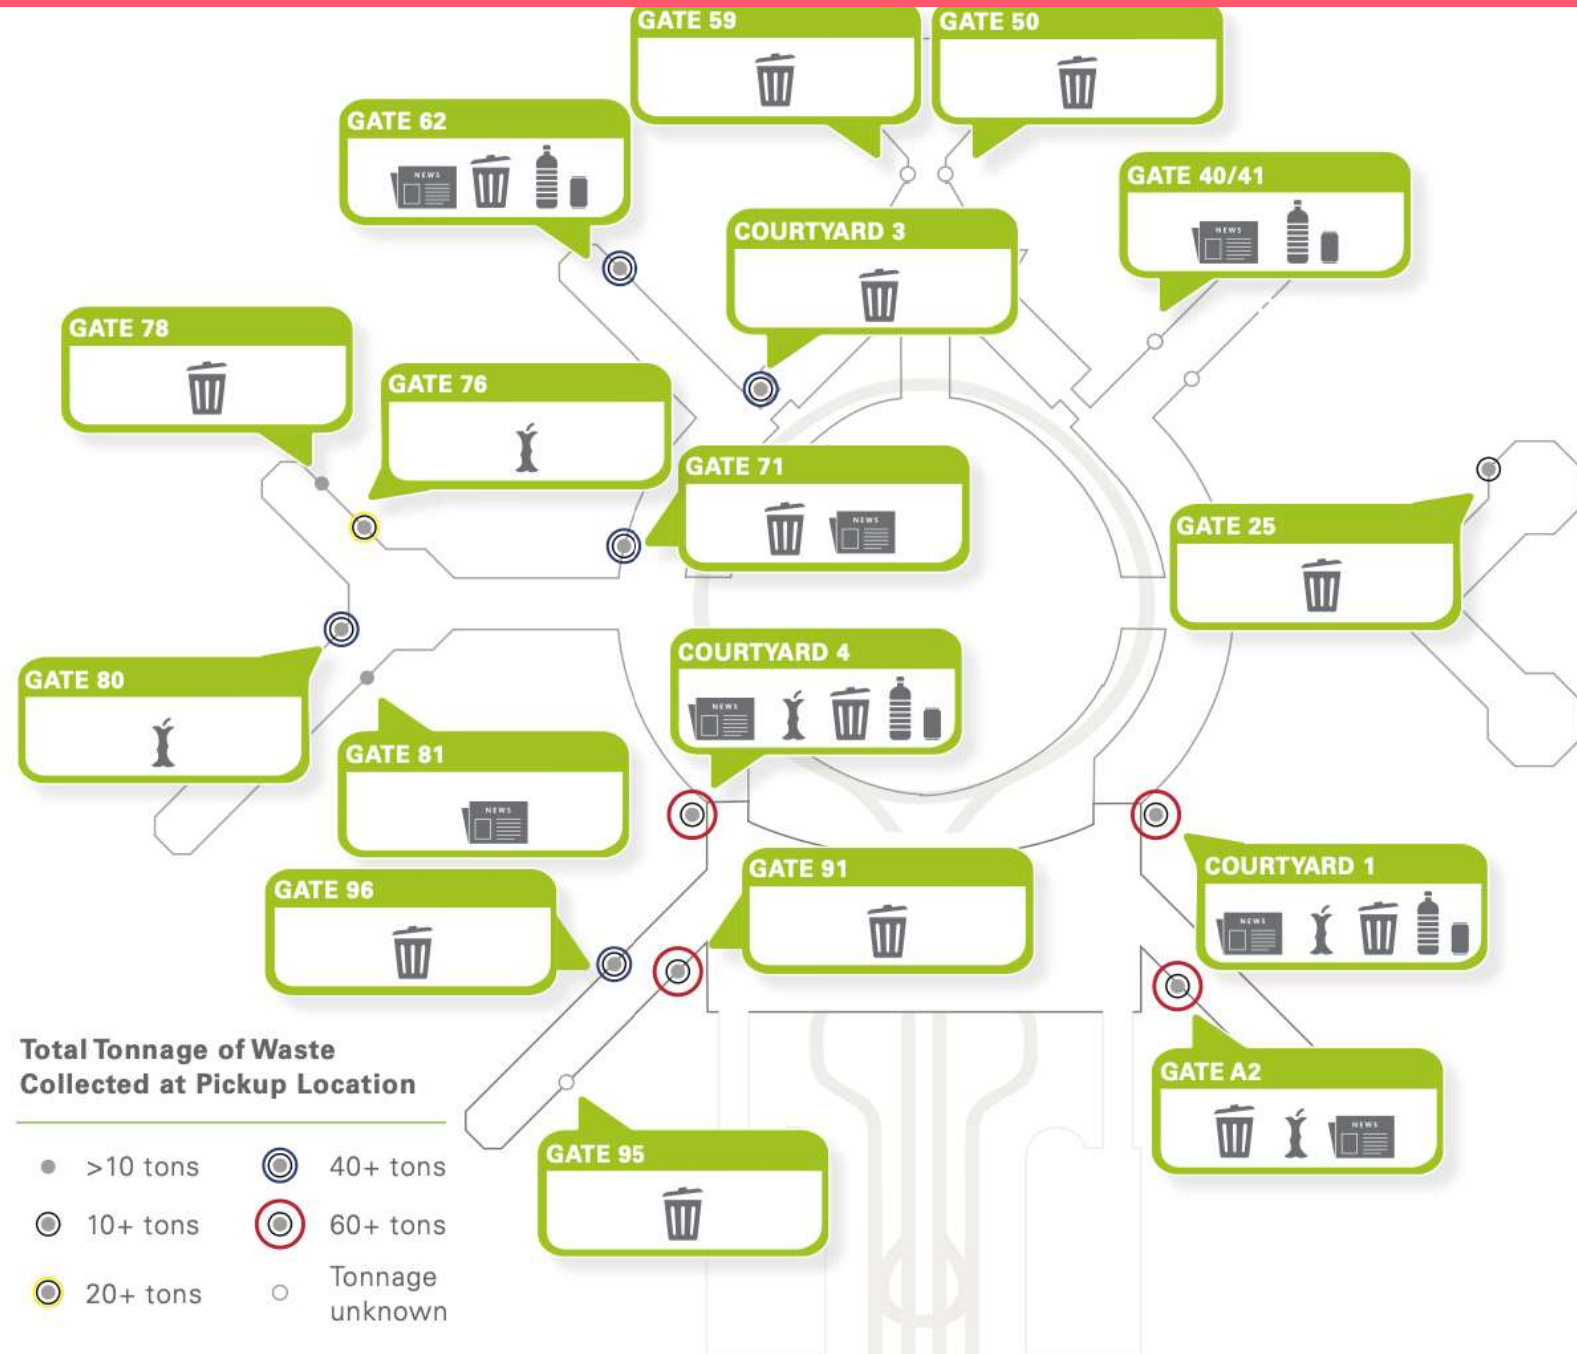 GATE 59
GATE 50
GATE 62
NEWS
GATE 40/41
NEWS
COURTYARD 3
GATE 78
GATE 76
GATE 71
NEWS
GATE 25
COURTYARD 4
NEWS
GATE 80
GATE 81
NEWS
GATE 91
COURTYARD 1
NEWS
GATE 96
Total Tonnage of Waste
Collected at Pickup Location
GATE A2
NEWS
GATE 95
>10 tons
40+ tons
10+ tons
60+ tons
20+ tons
Tonnage
unknown